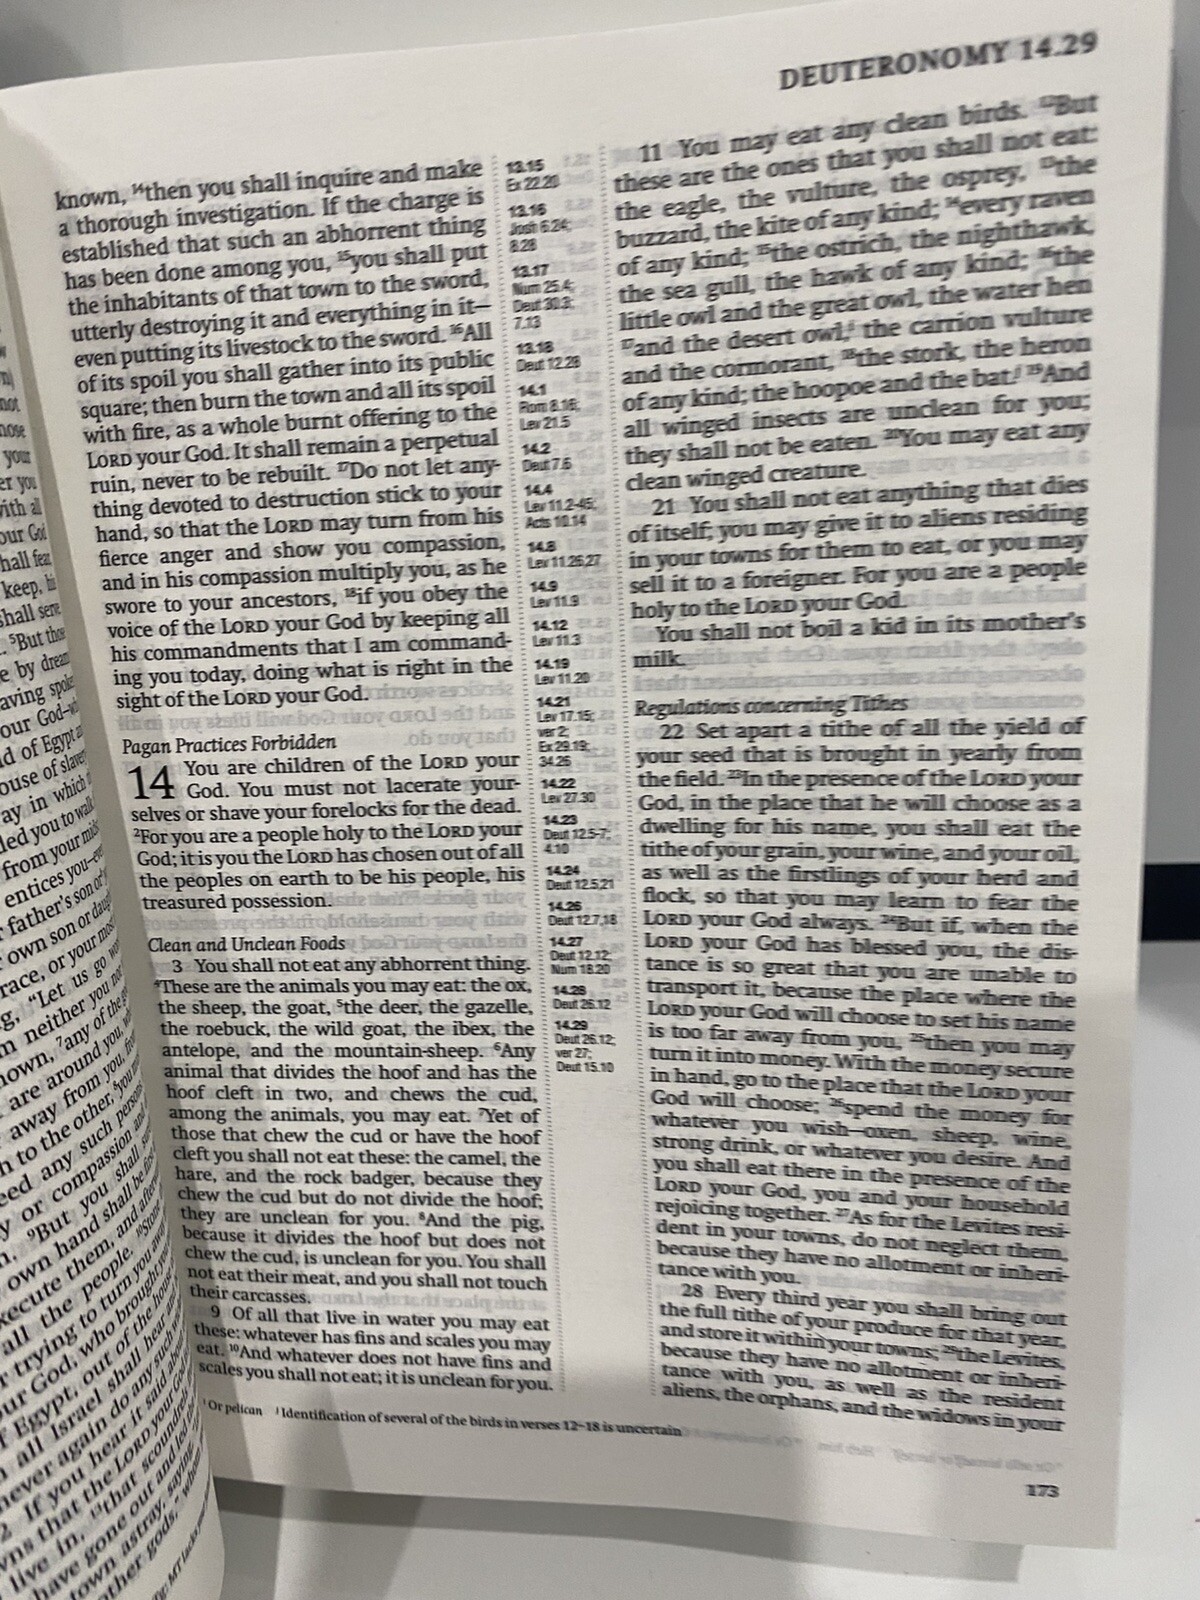 DEUTERONOMY 14.29
known, 14then you shall inquire and make
a thorough investigation. If the charge is
established that such an abhorrent thing
has been done among you, 15you shall put
the inhabitants of that town to the sword,
utterly destroying it and everything in it—
even putting its livestock to the sword. 16All
of its spoil you shall gather into its public
square; then burn the town and all its spoil
with fire, as a whole burnt offering to the
LORD your God. It shall remain a perpetual
ruin, never to be rebuilt. 17Do not let any-
thing devoted to destruction stick to your
hand, so that the LORD may turn from his
fierce anger and show you compassion,
and in his compassion multiply you, as he
swore to your ancestors, 18if you obey the
voice of the LORD your God by keeping all
his commandments that I am command-
ing you today, doing what is right in the
sight of the LORD your God.
Pagan Practices Forbidden
14 You are children of the LORD your
God. You must not lacerate your-
selves or shave your forelocks for the dead.
2For you are a people holy to the LORD your
God; it is you the LORD has chosen out of all
the peoples on earth to be his people, his
treasured possession.
Clean and Unclean Foods
3 You shall not eat any abhorrent thing.
4These are the animals you may eat: the ox,
the sheep, the goat, 5the deer, the gazelle,
the roebuck, the wild goat, the ibex, the
antelope, and the mountain-sheep. 6Any
animal that divides the hoof and has the
hoof cleft in two, and chews the cud,
among the animals, you may eat. 7Yet of
those that chew the cud or have the hoof
cleft you shall not eat these: the camel, the
hare, and the rock badger, because they
chew the cud but do not divide the hoof;
they are unclean for you. 8And the pig,
because it divides the hoof but does not
chew the cud, is unclean for you. You shall
not eat their meat, and you shall not touch
their carcasses.
9 Of all that live in water you may eat
these: whatever has fins and scales you may
eat. 10And whatever does not have fins and
scales you shall not eat; it is unclean for you.
13.15
Ex 22.20
13.16
Josh 6.24;
8.28
13.17
Num 25.4;
Deut 30.3;
7.13
13.18
Deut 12.28
14.1
Rom 8.16;
Lev 21.5
14.2
Deut 7.6
14.4
Lev 11.2-45;
Acts 10.14
14.8
Lev 11.26,27
14.9
Lev 11.9
14.12
Lev 11.3
14.19
Lev 11.20
14.21
Lev 17.15;
ver 2;
Ex 29.19;
34.26
14.22
Lev 27.30
14.23
Deut 12.5-7;
4.10
14.24
Deut 12.5,21
14.26
Deut 12.7,18
14.27
Deut 12.12;
Num 18.20
14.28
Deut 26.12
14.29
Deut 26.12;
ver 27;
Deut 15.10
11 You may eat any clean birds. 12But
these are the ones that you shall not eat:
the eagle, the vulture, the osprey, 13the
buzzard, the kite of any kind; 14every raven
of any kind; 15the ostrich, the nighthawk,
the sea gull, the hawk of any kind; 16the
little owl and the great owl, the water hen
17and the desert owl,i the carrion vulture
and the cormorant, 18the stork, the heron
of any kind; the hoopoe and the bat.j 19And
all winged insects are unclean for you;
they shall not be eaten. 20You may eat any
clean winged creature.
21 You shall not eat anything that dies
of itself; you may give it to aliens residing
in your towns for them to eat, or you may
sell it to a foreigner. For you are a people
holy to the LORD your God.
You shall not boil a kid in its mother's
milk.
Regulations concerning Tithes
22 Set apart a tithe of all the yield of
your seed that is brought in yearly from
the field. 23In the presence of the LORD your
God, in the place that he will choose as a
dwelling for his name, you shall eat the
tithe of your grain, your wine, and your oil,
as well as the firstlings of your herd and
flock, so that you may learn to fear the
LORD your God always. 24But if, when the
LORD your God has blessed you, the dis-
tance is so great that you are unable to
transport it, because the place where the
LORD your God will choose to set his name
is too far away from you, 25then you may
turn it into money. With the money secure
in hand, go to the place that the LORD your
God will choose; 26spend the money for
whatever you wish—oxen, sheep, wine,
strong drink, or whatever you desire. And
you shall eat there in the presence of the
LORD your God, you and your household
rejoicing together. 27As for the Levites resi-
dent in your towns, do not neglect them,
because they have no allotment or inheri-
tance with you.
28 Every third year you shall bring out
the full tithe of your produce for that year,
and store it within your towns; 29the Levites,
because they have no allotment or inheri-
tance with you, as well as the resident
aliens, the orphans, and the widows in your
i Or pelican j Identification of several of the birds in verses 12-18 is uncertain
173